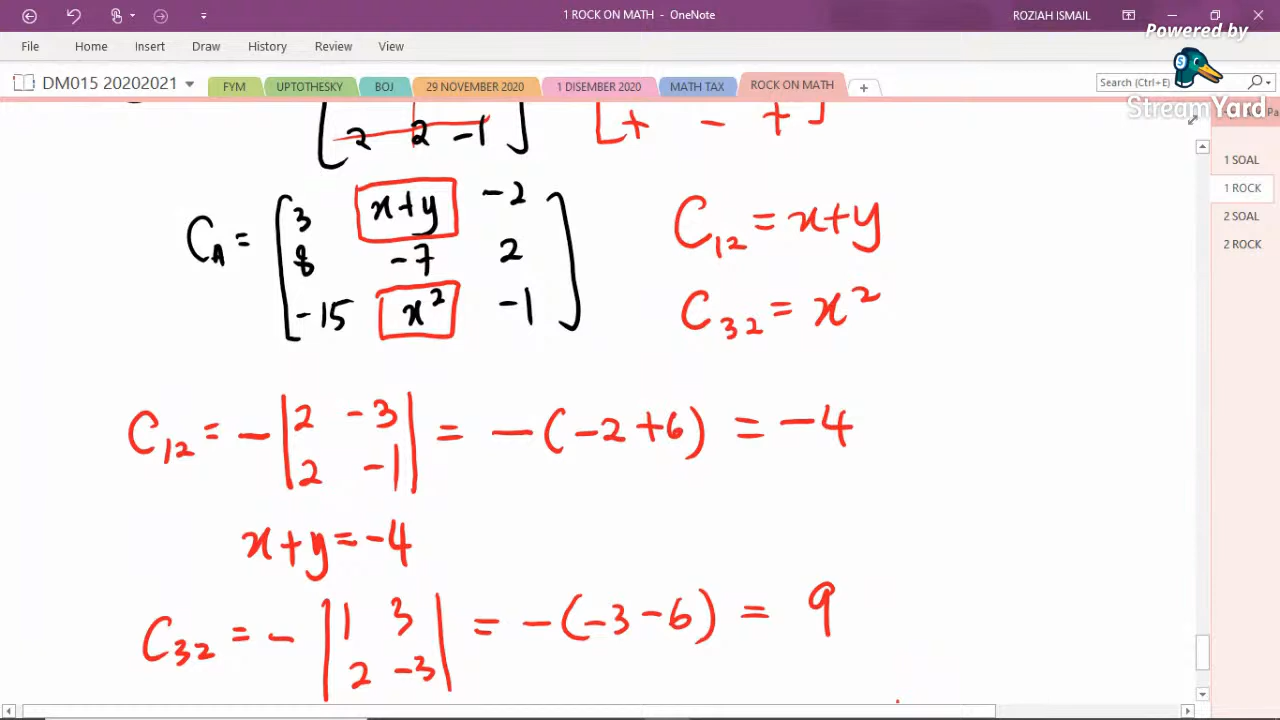 1 ROCK ON MATH - OneNote
ROZIAH ISMAIL
Powered by
StreamYard
File Home Insert Draw History Review View
DM015 20202021 FYM UPTOTHESKY BOJ 29 NOVEMBER 2020 1 DISEMBER 2020 MATH TAX ROCK ON MATH + Search (Ctrl+E)
1 SOAL
1 ROCK
2 SOAL
2 ROCK
2 2 -1 + - +
C_A = [3 x+y -2
8 -7 2
-15 x² -1]
C₁₂ = x+y
C₃₂ = x²
C₁₂ = - |2 -3
2 -1| = -(-2+6) = -4
x+y = -4
C₃₂ = - |1 3
2 -3| = -(-3-6) = 9